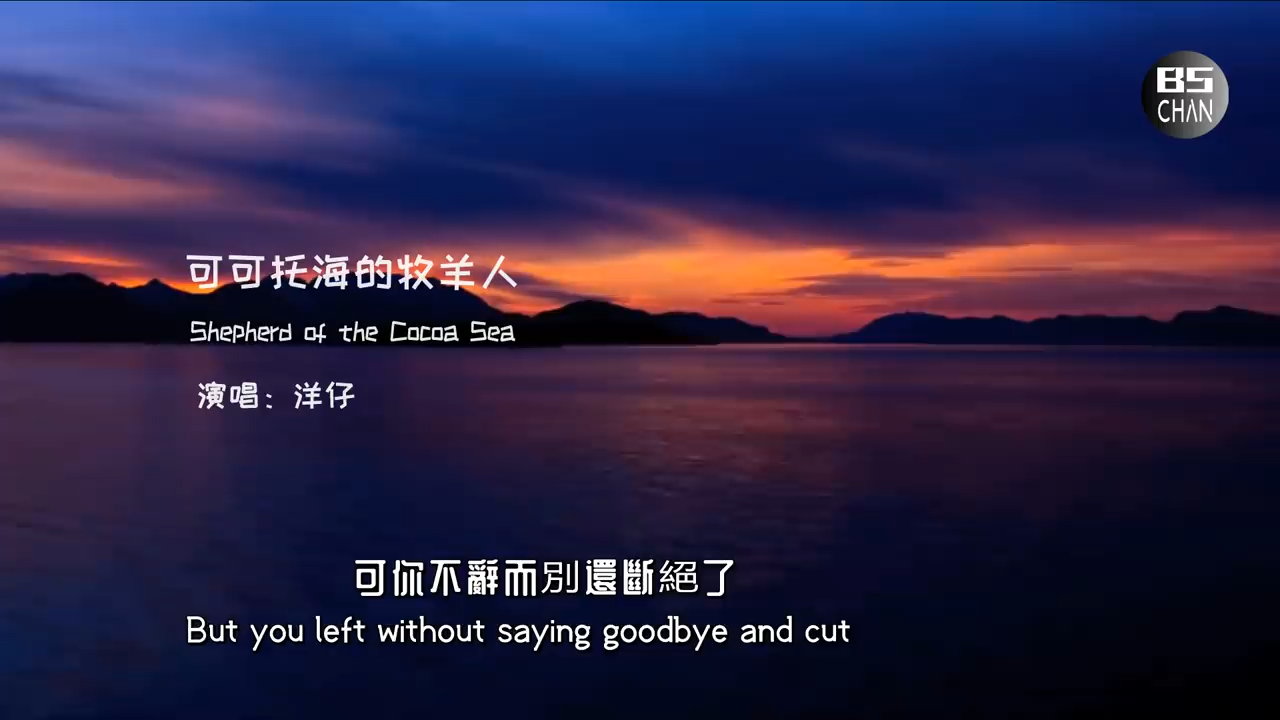 BS
CHAN
可可托海的牧羊人
Shepherd of the Cocoa Sea
演唱：洋仔
可你不辭而別還斷絕了
But you left without saying goodbye and cut